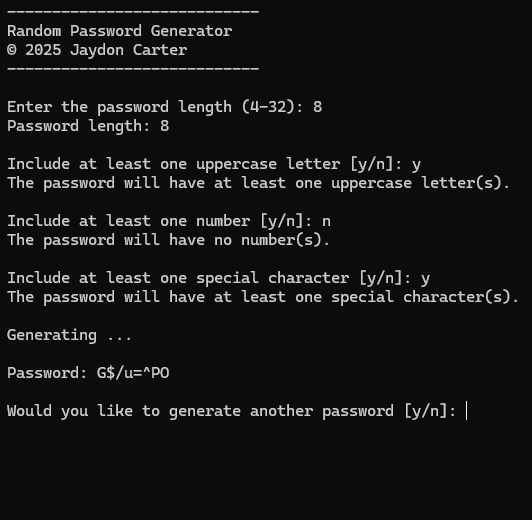 ----------------------------
Random Password Generator
© 2025 Jaydon Carter
----------------------------
Enter the password length (4-32): 8
Password length: 8
Include at least one uppercase letter [y/n]: y
The password will have at least one uppercase letter(s).
Include at least one number [y/n]: n
The password will have no number(s).
Include at least one special character [y/n]: y
The password will have at least one special character(s).
Generating ...
Password: G$/u=^PO
Would you like to generate another password [y/n]: